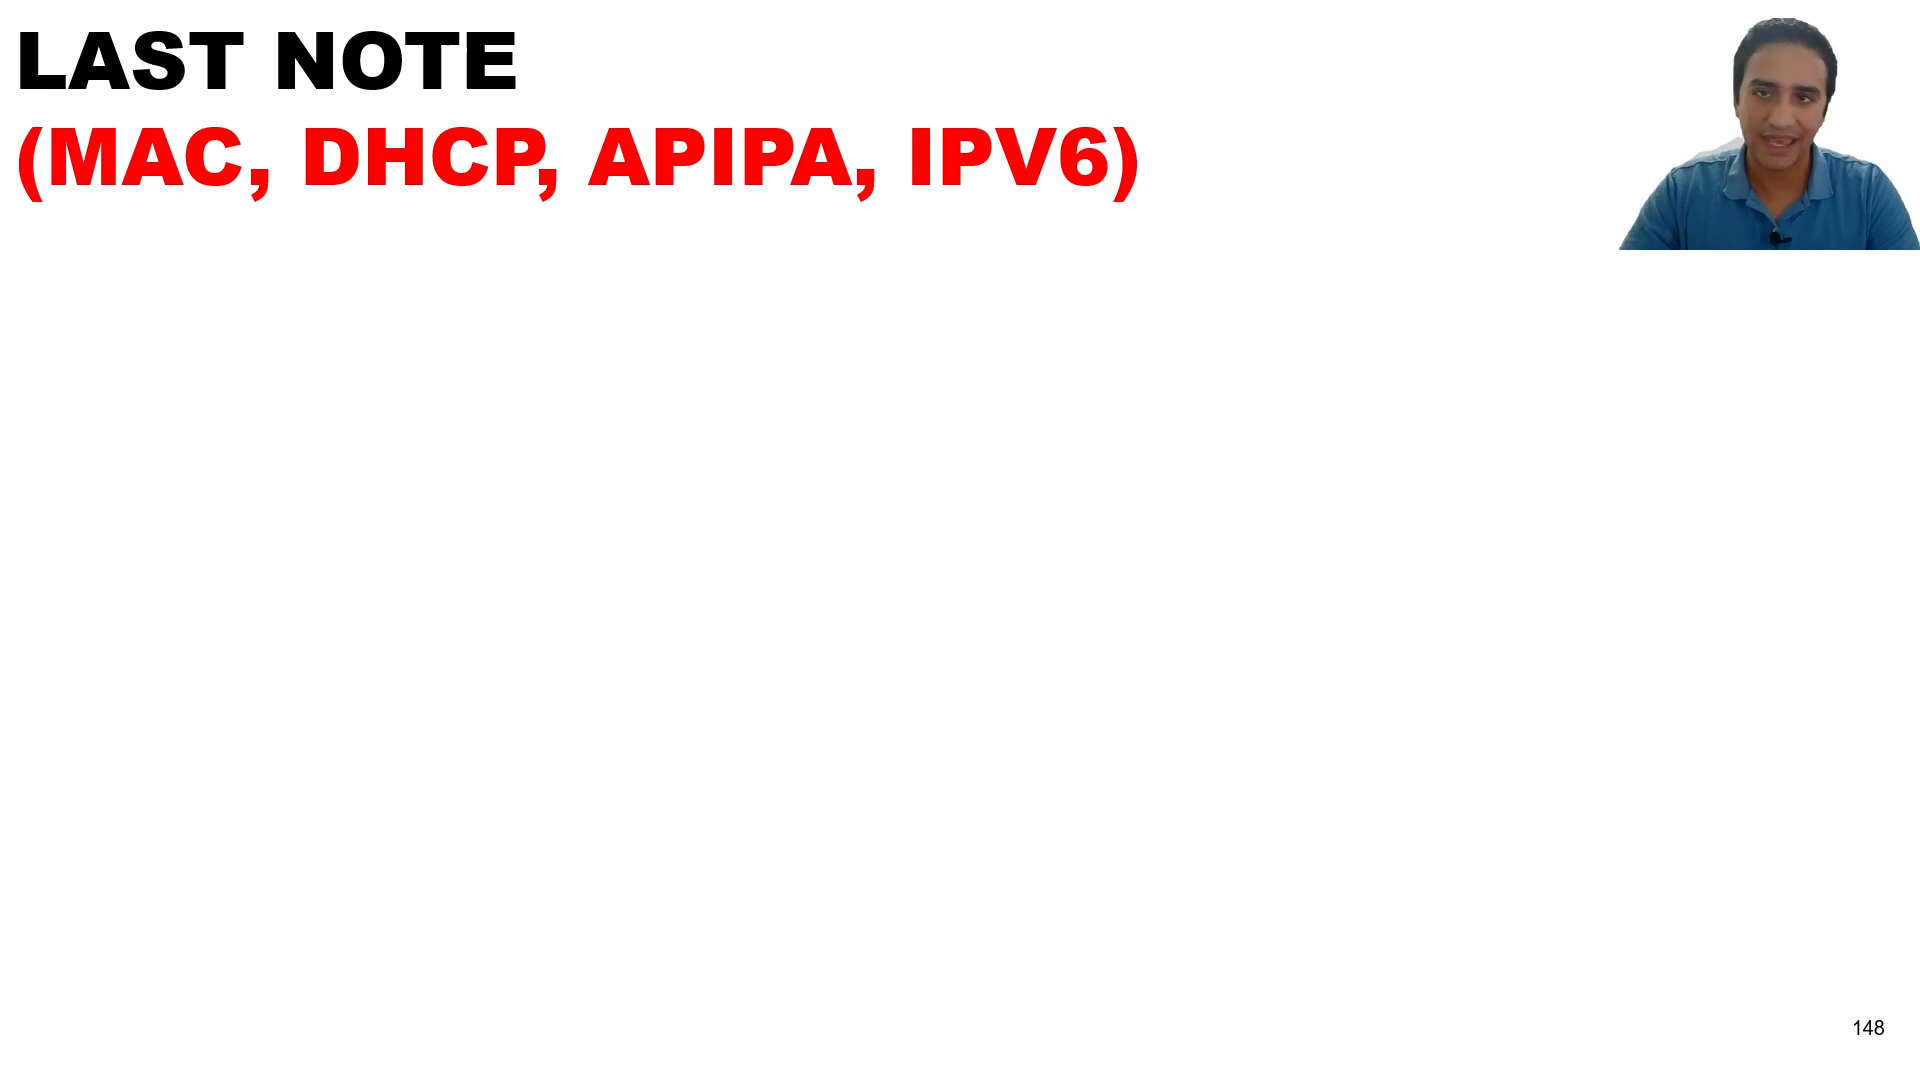 LAST NOTE
(MAC, DHCP, APIPA, IPV6)
148